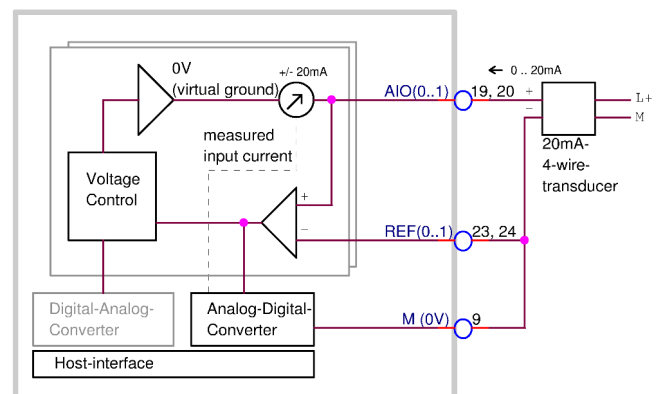 0V
(virtual ground)
+/- 20mA
← 0 .. 20mA
AIO(0..1)
19, 20
+
−
L+
M
measured
input current
20mA-
4-wire-
transducer
Voltage
Control
+
−
REF(0..1)
23, 24
Digital-Analog-
Converter
Analog-Digital-
Converter
M (0V)
9
Host-interface